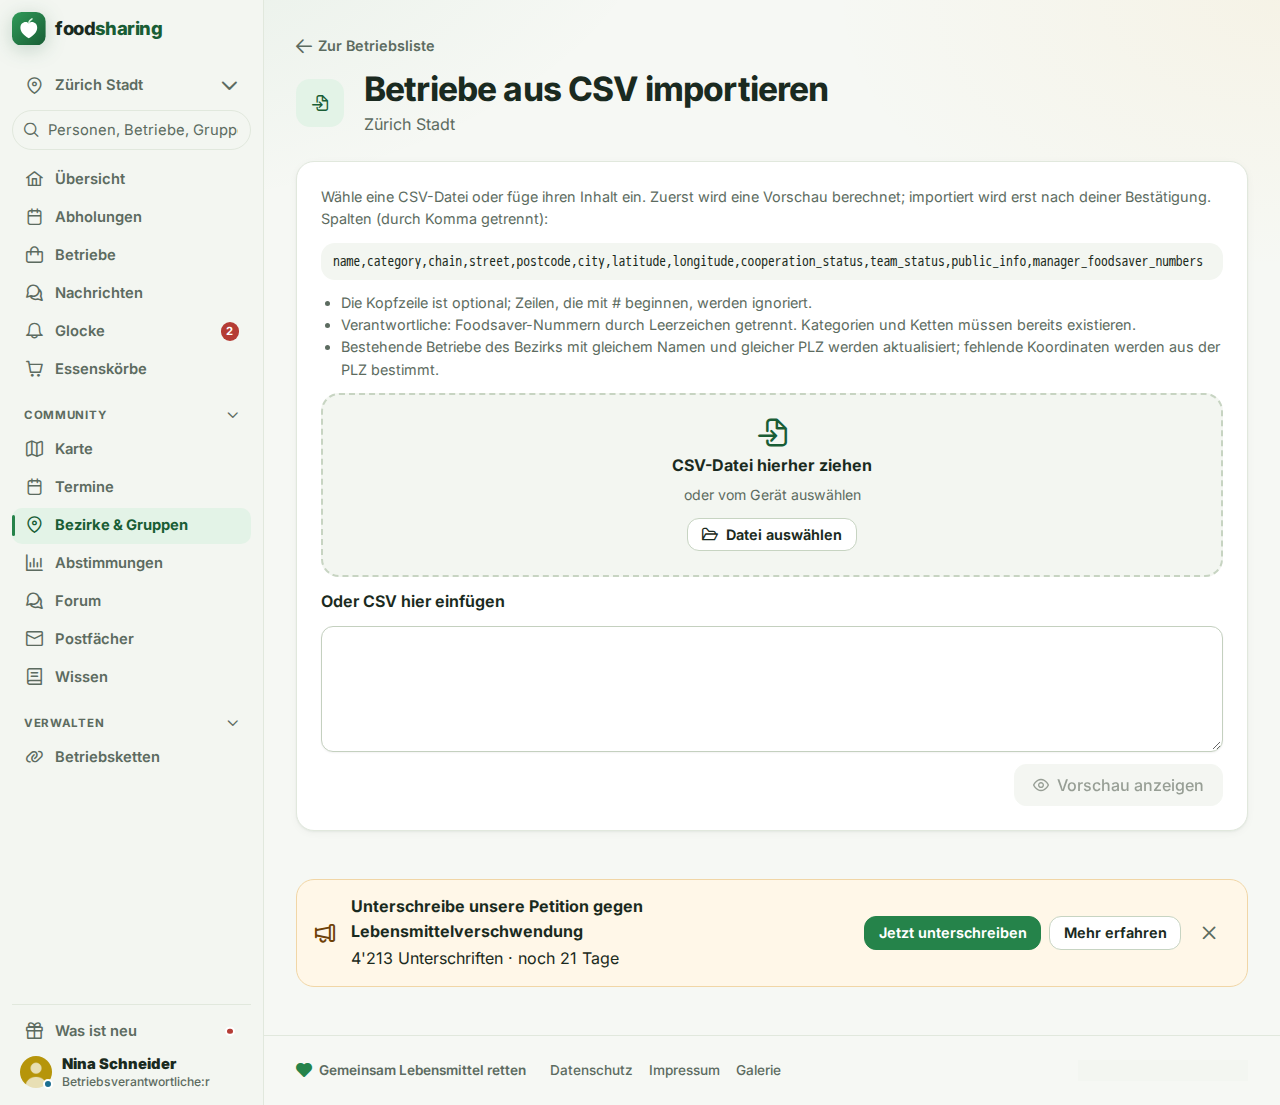 foodsharing
Zürich Stadt
Personen, Betriebe, Grupp
Übersicht
Abholungen
Betriebe
Nachrichten
Glocke
2
Essenskörbe
COMMUNITY
Karte
Termine
Bezirke & Gruppen
Abstimmungen
Forum
Postfächer
Wissen
VERWALTEN
Betriebsketten
Was ist neu
Nina Schneider
Betriebsverantwortliche:r
Zur Betriebsliste
Betriebe aus CSV importieren
Zürich Stadt
Wähle eine CSV-Datei oder füge ihren Inhalt ein. Zuerst wird eine Vorschau berechnet; importiert wird erst nach deiner Bestätigung.
Spalten (durch Komma getrennt):
name,category,chain,street,postcode,city,latitude,longitude,cooperation_status,team_status,public_info,manager_foodsaver_numbers
Die Kopfzeile ist optional; Zeilen, die mit # beginnen, werden ignoriert.
Verantwortliche: Foodsaver-Nummern durch Leerzeichen getrennt. Kategorien und Ketten müssen bereits existieren.
Bestehende Betriebe des Bezirks mit gleichem Namen und gleicher PLZ werden aktualisiert; fehlende Koordinaten werden aus der
PLZ bestimmt.
CSV-Datei hierher ziehen
oder vom Gerät auswählen
Datei auswählen
Oder CSV hier einfügen
Vorschau anzeigen
Unterschreibe unsere Petition gegen
Lebensmittelverschwendung
4'213 Unterschriften · noch 21 Tage
Jetzt unterschreiben
Mehr erfahren
Gemeinsam Lebensmittel retten
Datenschutz
Impressum
Galerie